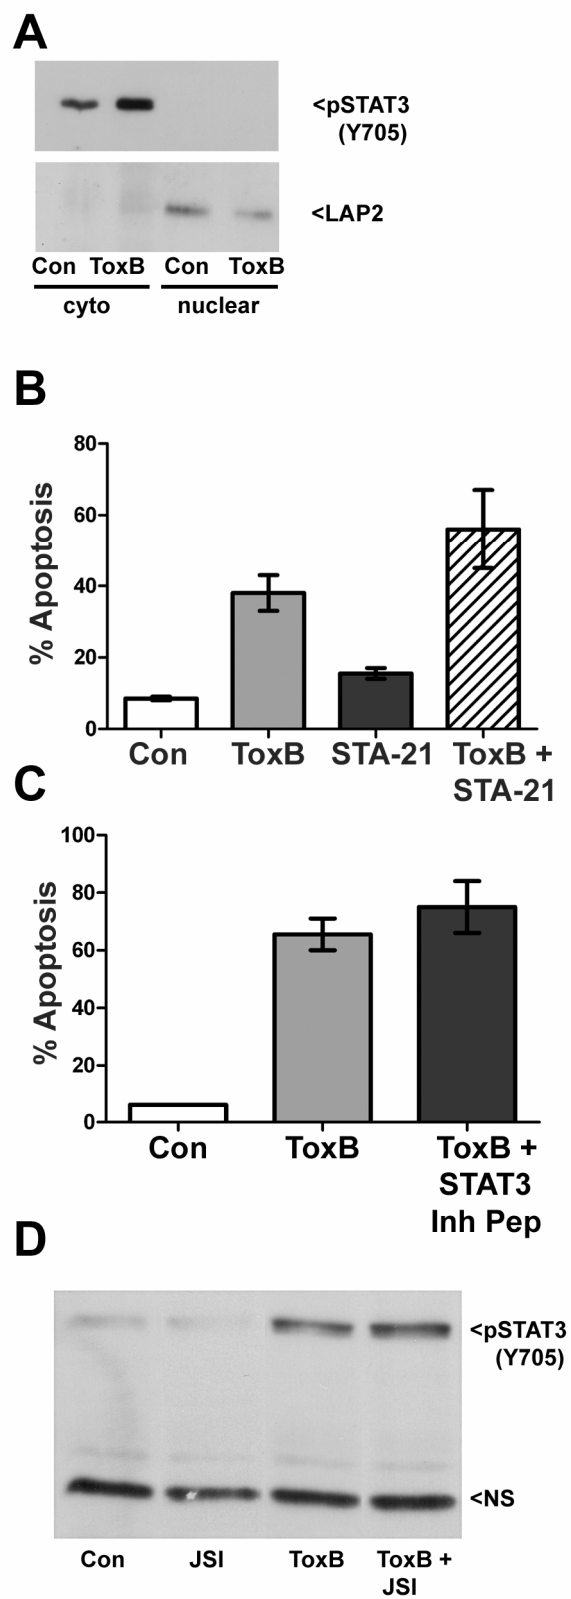 A
<pSTAT3
(Y705)
<LAP2
Con ToxB Con ToxB
cyto nuclear
B
% Apoptosis
80
60
40
20
0
Con ToxB STA-21 ToxB +
STA-21
C
% Apoptosis
100
80
60
40
20
0
Con ToxB ToxB +
STAT3
Inh Pep
D
<pSTAT3
(Y705)
<NS
Con JSI ToxB ToxB +
JSI